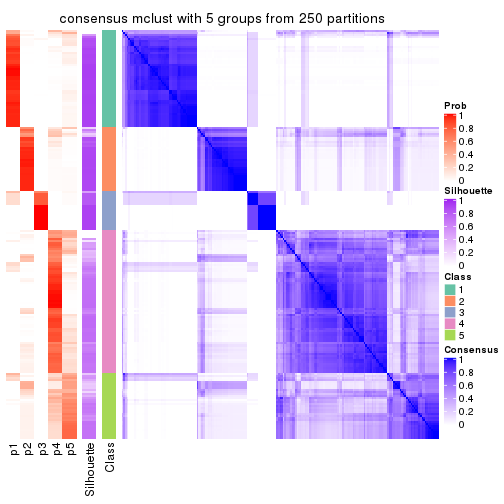 consensus mclust with 5 groups from 250 partitions
Prob
1
0.8
0.6
0.4
0.2
0
Silhouette
1
0.8
0.6
0.4
0.2
0
Class
1
2
3
4
5
Consensus
1
0.8
0.6
0.4
0.2
0
p1
p2
p3
p4
p5
Silhouette
Class